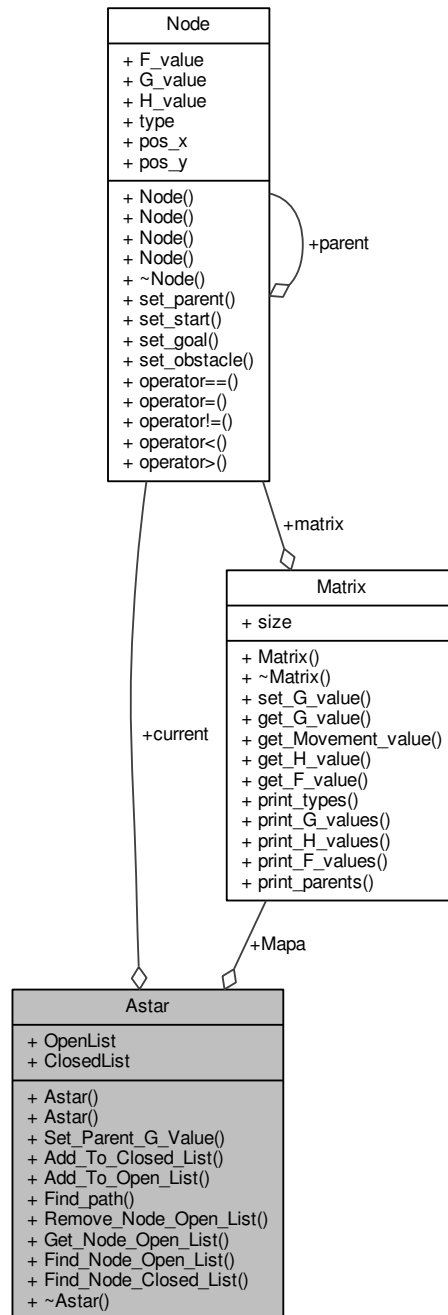 Node
+ F_value
+ G_value
+ H_value
+ type
+ pos_x
+ pos_y
+ Node()
+ Node()
+ Node()
+ Node()
+ ~Node()
+ set_parent()
+ set_start()
+ set_goal()
+ set_obstacle()
+ operator==()
+ operator=()
+ operator!=()
+ operator<()
+ operator>()
+parent
+matrix
Matrix
+ size
+ Matrix()
+ ~Matrix()
+ set_G_value()
+ get_G_value()
+ get_Movement_value()
+ get_H_value()
+ get_F_value()
+ print_types()
+ print_G_values()
+ print_H_values()
+ print_F_values()
+ print_parents()
+current
+Mapa
Astar
+ OpenList
+ ClosedList
+ Astar()
+ Astar()
+ Set_Parent_G_Value()
+ Add_To_Closed_List()
+ Add_To_Open_List()
+ Find_path()
+ Remove_Node_Open_List()
+ Get_Node_Open_List()
+ Find_Node_Open_List()
+ Find_Node_Closed_List()
+ ~Astar()